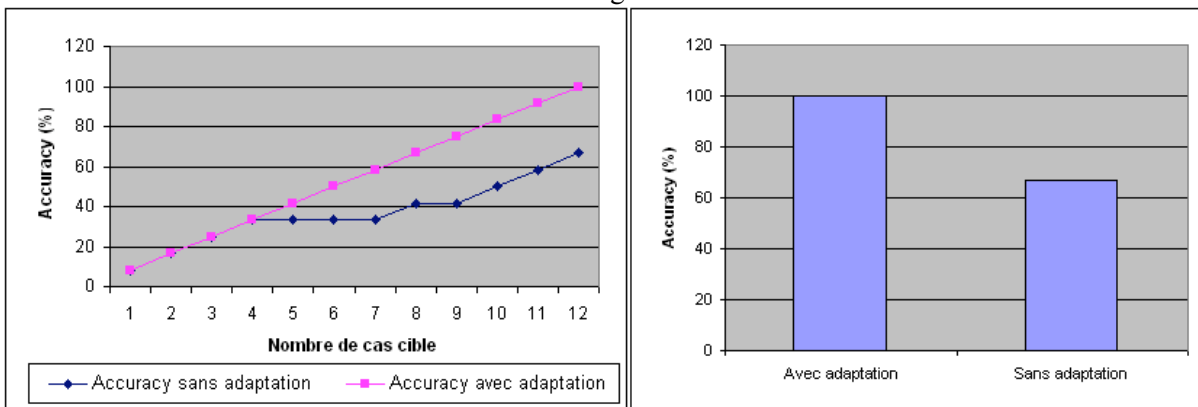 120
100
80
60
40
20
0
Accuracy (%)
1 2 3 4 5 6 7 8 9 10 11 12
Nombre de cas cible
Accuracy sans adaptation Accuracy avec adaptation
120
100
80
60
40
20
0
Accuracy (%)
Avec adaptation Sans adaptation